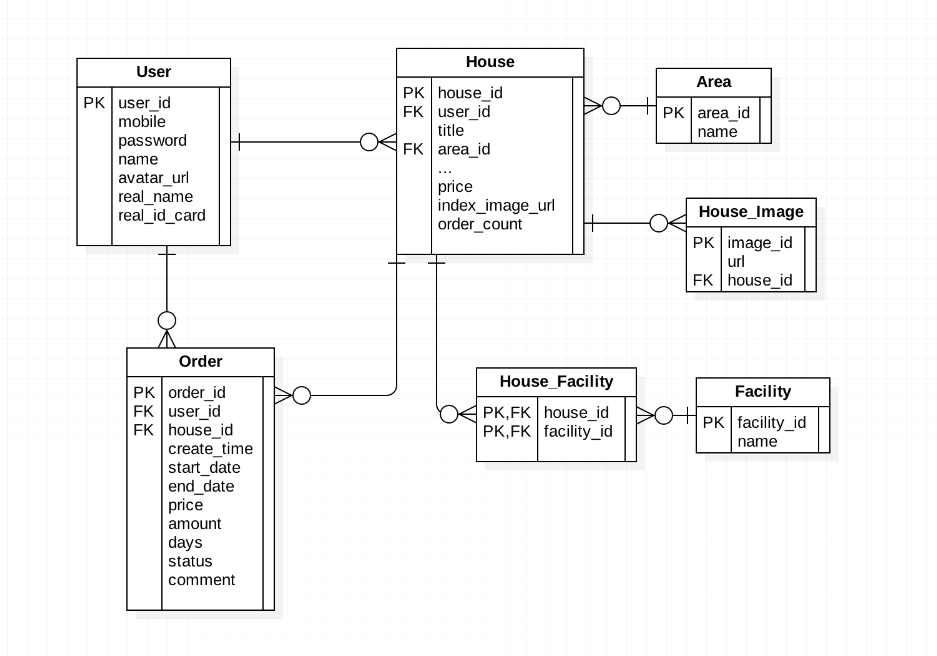 User
PK user_id
mobile
password
name
avatar_url
real_name
real_id_card
House
PK house_id
FK user_id
title
FK area_id
...
price
index_image_url
order_count
Area
PK area_id
name
House_Image
PK image_id
url
FK house_id
Order
PK order_id
FK user_id
FK house_id
create_time
start_date
end_date
price
amount
days
status
comment
House_Facility
PK,FK house_id
PK,FK facility_id
Facility
PK facility_id
name